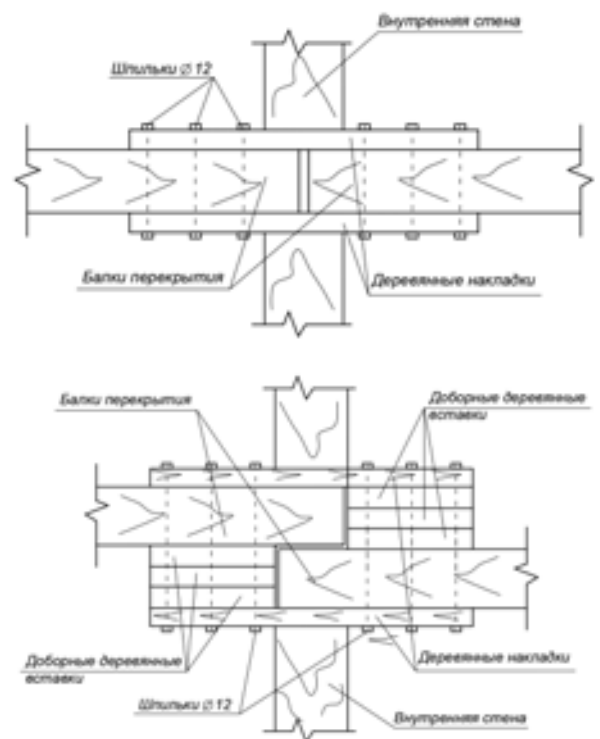 Внутренняя стена
Шпильки ∅ 12
Балки перекрытия
Деревянные накладки
Балки перекрытия
Доборные деревянные
вставки
Доборные деревянные
вставки
Деревянные накладки
Шпильки ∅ 12
Внутренняя стена